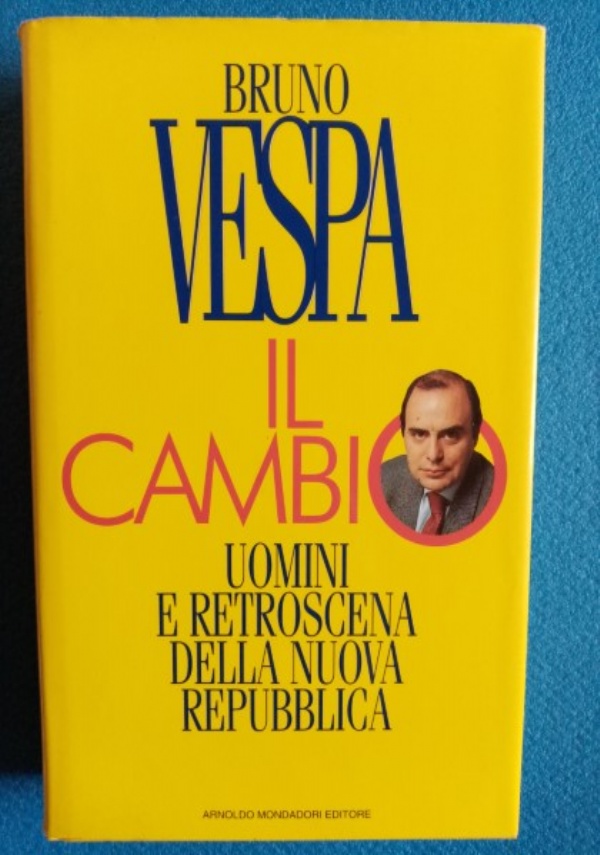 BRUNO
VESPA
IL
CAMBIO
UOMINI
E RETROSCENA
DELLA NUOVA
REPUBBLICA
ARNOLDO MONDADORI EDITORE